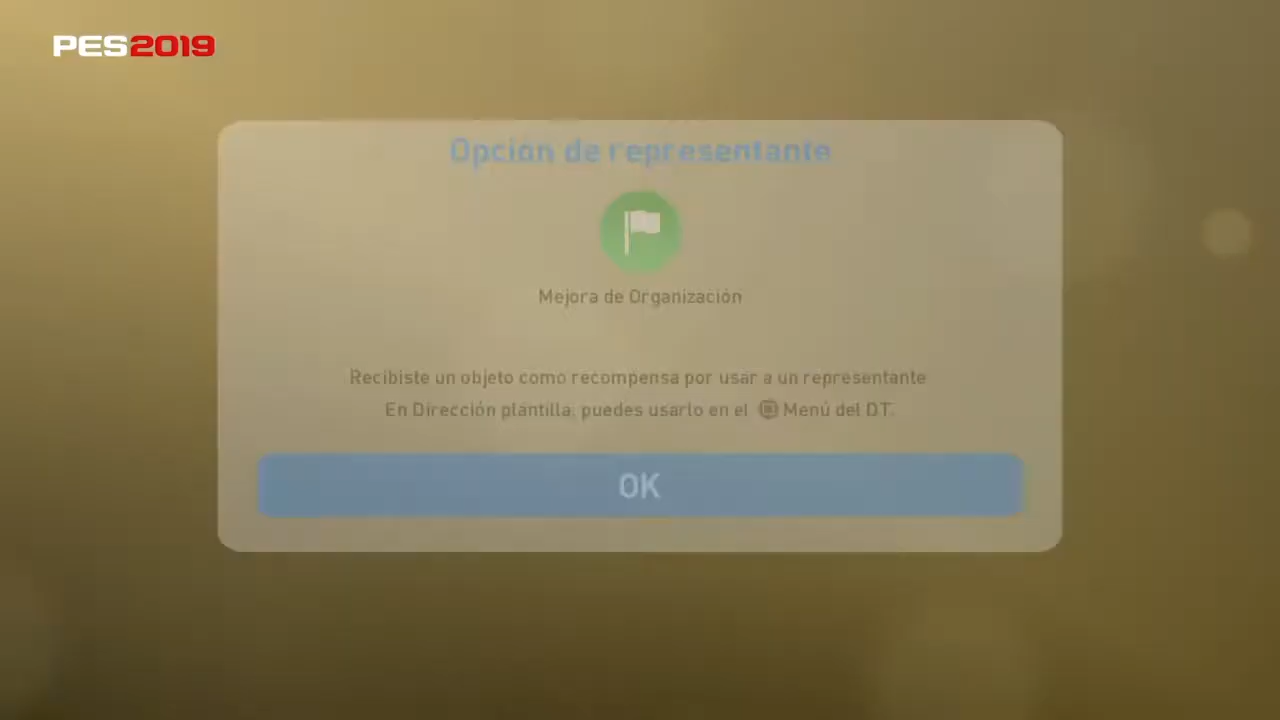 PES2019
Opción de representante
Mejora de Organización
Recibiste un objeto como recompensa por usar a un representante
En Dirección plantilla, puedes usarlo en el Menú del DT.
OK